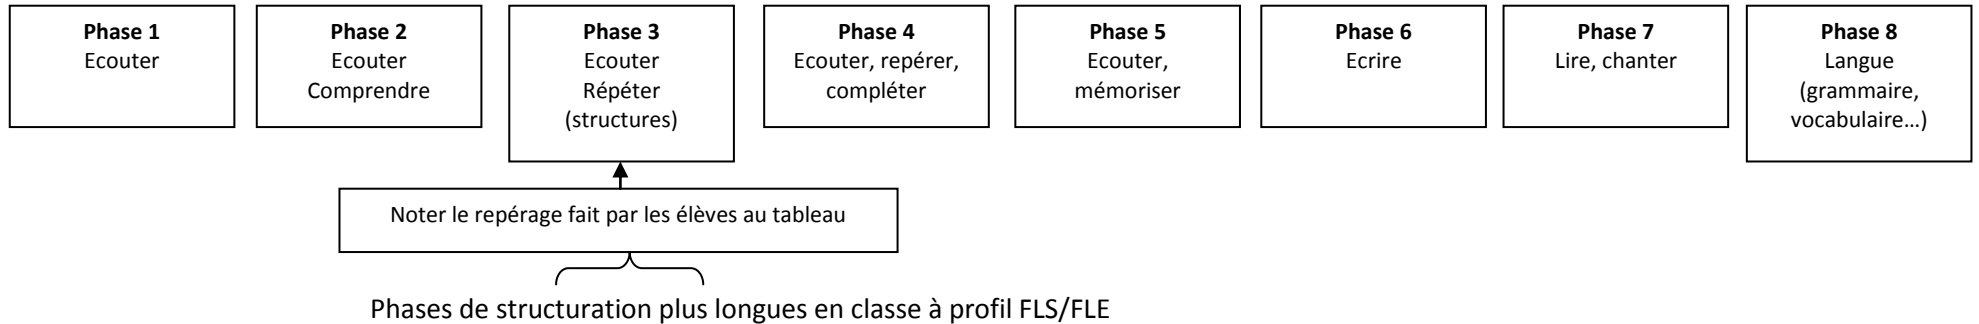 Phase 1
Ecouter
Phase 2
Ecouter
Comprendre
Phase 3
Ecouter
Répéter
(structures)
Phase 4
Ecouter, repérer,
compléter
Phase 5
Ecouter,
mémoriser
Phase 6
Ecrire
Phase 7
Lire, chanter
Phase 8
Langue
(grammaire,
vocabulaire…)
Noter le repérage fait par les élèves au tableau
Phases de structuration plus longues en classe à profil FLS/FLE